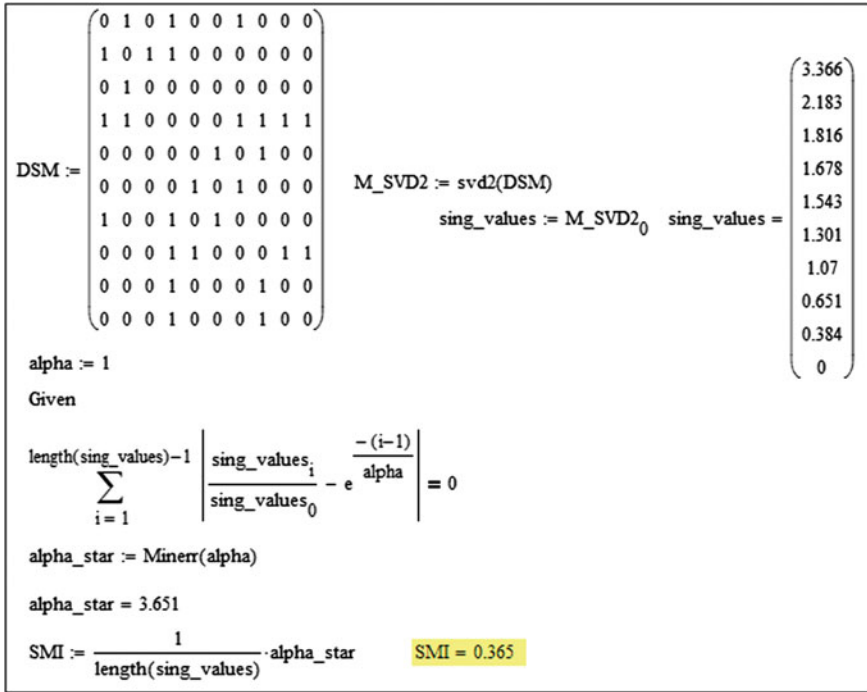 DSM :=
0 1 0 1 0 0 1 0 0 0
1 0 1 1 0 0 0 0 0 0
0 1 0 0 0 0 0 0 0 0
1 1 0 0 0 0 1 1 1 1
0 0 0 0 0 1 0 1 0 0
0 0 0 0 1 0 1 0 0 0
1 0 0 1 0 1 0 0 0 0
0 0 0 1 1 0 0 0 1 1
0 0 0 1 0 0 0 1 0 0
0 0 0 1 0 0 0 1 0 0
M_SVD2 := svd2(DSM)
sing_values := M_SVD2₀ sing_values =
3.366
2.183
1.816
1.678
1.543
1.301
1.07
0.651
0.384
0
alpha := 1
Given
length(sing_values)−1
∑
i = 1
| sing_valuesᵢ / sing_values₀ − e^(−(i−1)/alpha) | = 0
alpha_star := Minerr(alpha)
alpha_star = 3.651
SMI := 1 / length(sing_values) · alpha_star SMI = 0.365